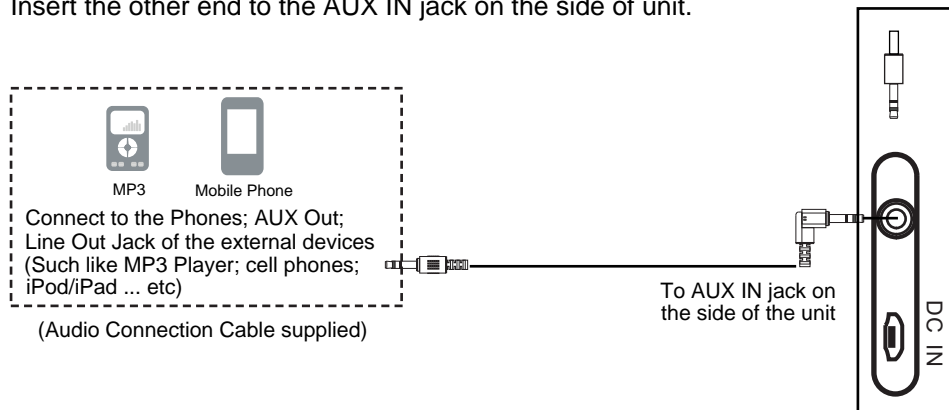 Insert the other end to the AUX IN jack on the side of unit.
MP3
Mobile Phone
Connect to the Phones; AUX Out;
Line Out Jack of the external devices
(Such like MP3 Player; cell phones;
iPod/iPad ... etc)
(Audio Connection Cable supplied)
To AUX IN jack on
the side of the unit
DC IN